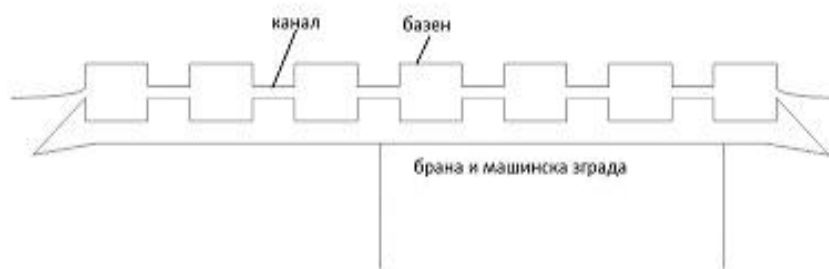 канал
базен
брана и машинска зграда